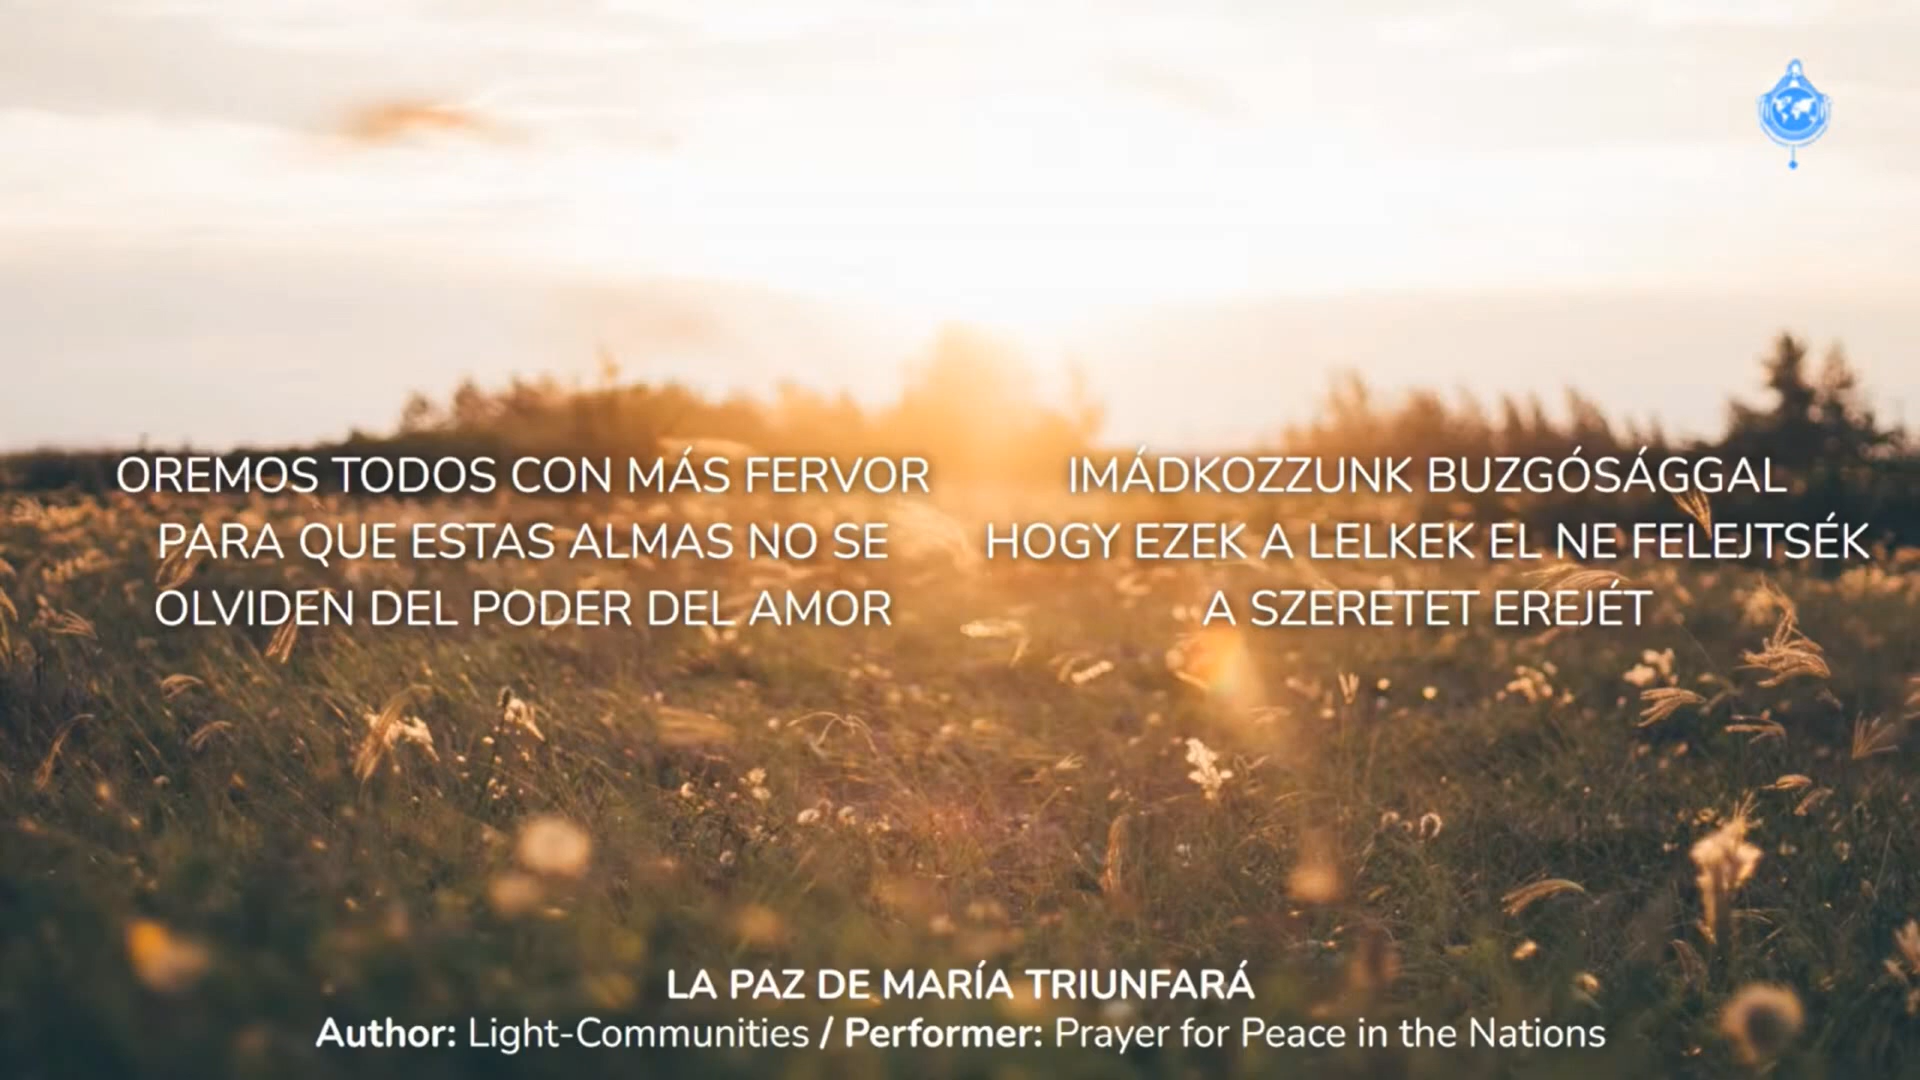 OREMOS TODOS CON MÁS FERVOR
PARA QUE ESTAS ALMAS NO SE
OLVIDEN DEL PODER DEL AMOR
IMÁDKOZZUNK BUZGÓSÁGGAL
HOGY EZEK A LELKEK EL NE FELEJTSÉK
A SZERETET EREJÉT
LA PAZ DE MARÍA TRIUNFARÁ
Author: Light-Communities / Performer: Prayer for Peace in the Nations